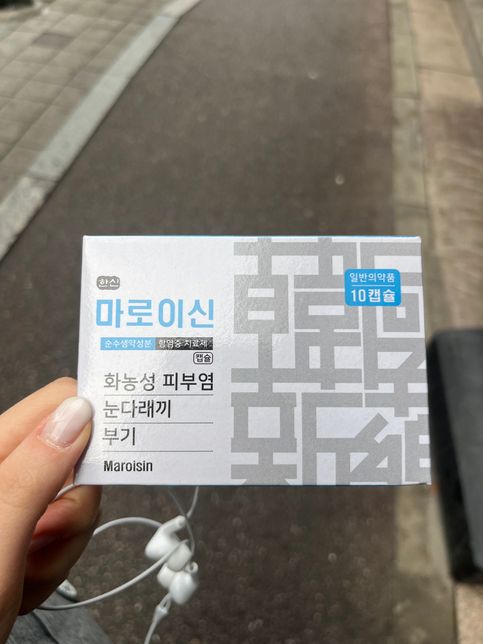 한신
마로이신
순수생약성분 항염증 치료제
캡슐
화농성 피부염
눈다래끼
부기
Maroisin
일반의약품
10캡슐